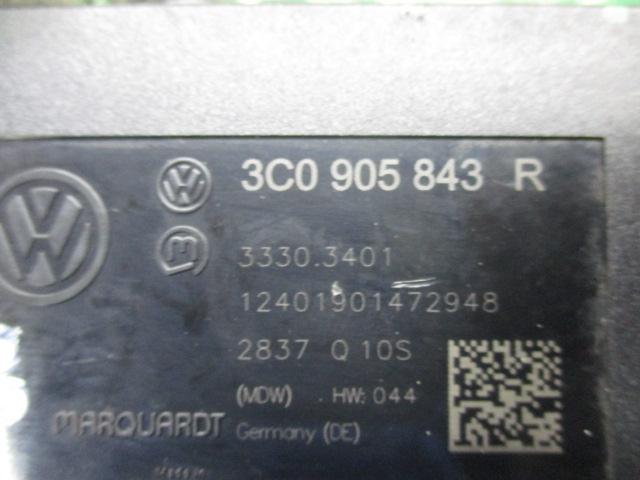 3C0 905 843 R
3330.3401
12401901472948
2837 Q 10S
(MDW) HW: 044
MARQUARDT
Germany (DE)